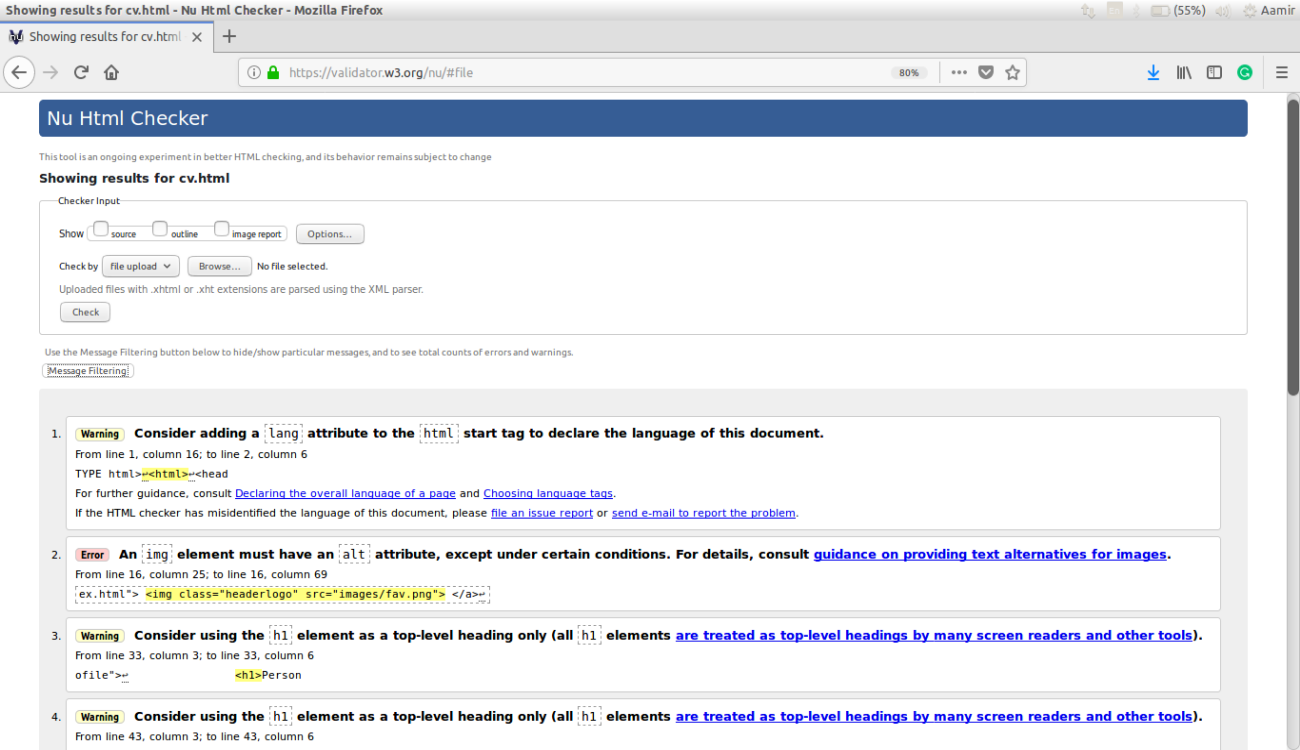 Showing results for cv.html - Nu Html Checker - Mozilla Firefox
(55%)
Aamir
Showing results for cv.html
https://validator.w3.org/nu/#file
80%
Nu Html Checker
This tool is an ongoing experiment in better HTML checking, and its behavior remains subject to change
Showing results for cv.html
Checker Input
Show source outline image report Options...
Check by file upload Browse... No file selected.
Uploaded files with .xhtml or .xht extensions are parsed using the XML parser.
Check
Use the Message Filtering button below to hide/show particular messages, and to see total counts of errors and warnings.
Message Filtering
1. Warning Consider adding a lang attribute to the html start tag to declare the language of this document.
From line 1, column 16; to line 2, column 6
TYPE html>↩<html>↩<head
For further guidance, consult Declaring the overall language of a page and Choosing language tags.
If the HTML checker has misidentified the language of this document, please file an issue report or send e-mail to report the problem.
2. Error An img element must have an alt attribute, except under certain conditions. For details, consult guidance on providing text alternatives for images.
From line 16, column 25; to line 16, column 69
ex.html"> <img class="headerlogo" src="images/fav.png"> </a>↩
3. Warning Consider using the h1 element as a top-level heading only (all h1 elements are treated as top-level headings by many screen readers and other tools).
From line 33, column 3; to line 33, column 6
ofile">↩ <h1>Person
4. Warning Consider using the h1 element as a top-level heading only (all h1 elements are treated as top-level headings by many screen readers and other tools).
From line 43, column 3; to line 43, column 6